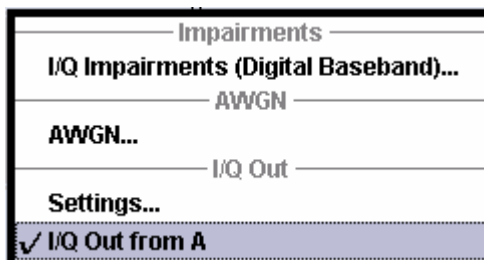 Impairments
I/Q Impairments (Digital Baseband)...
AWGN
AWGN...
I/Q Out
Settings...
I/Q Out from A